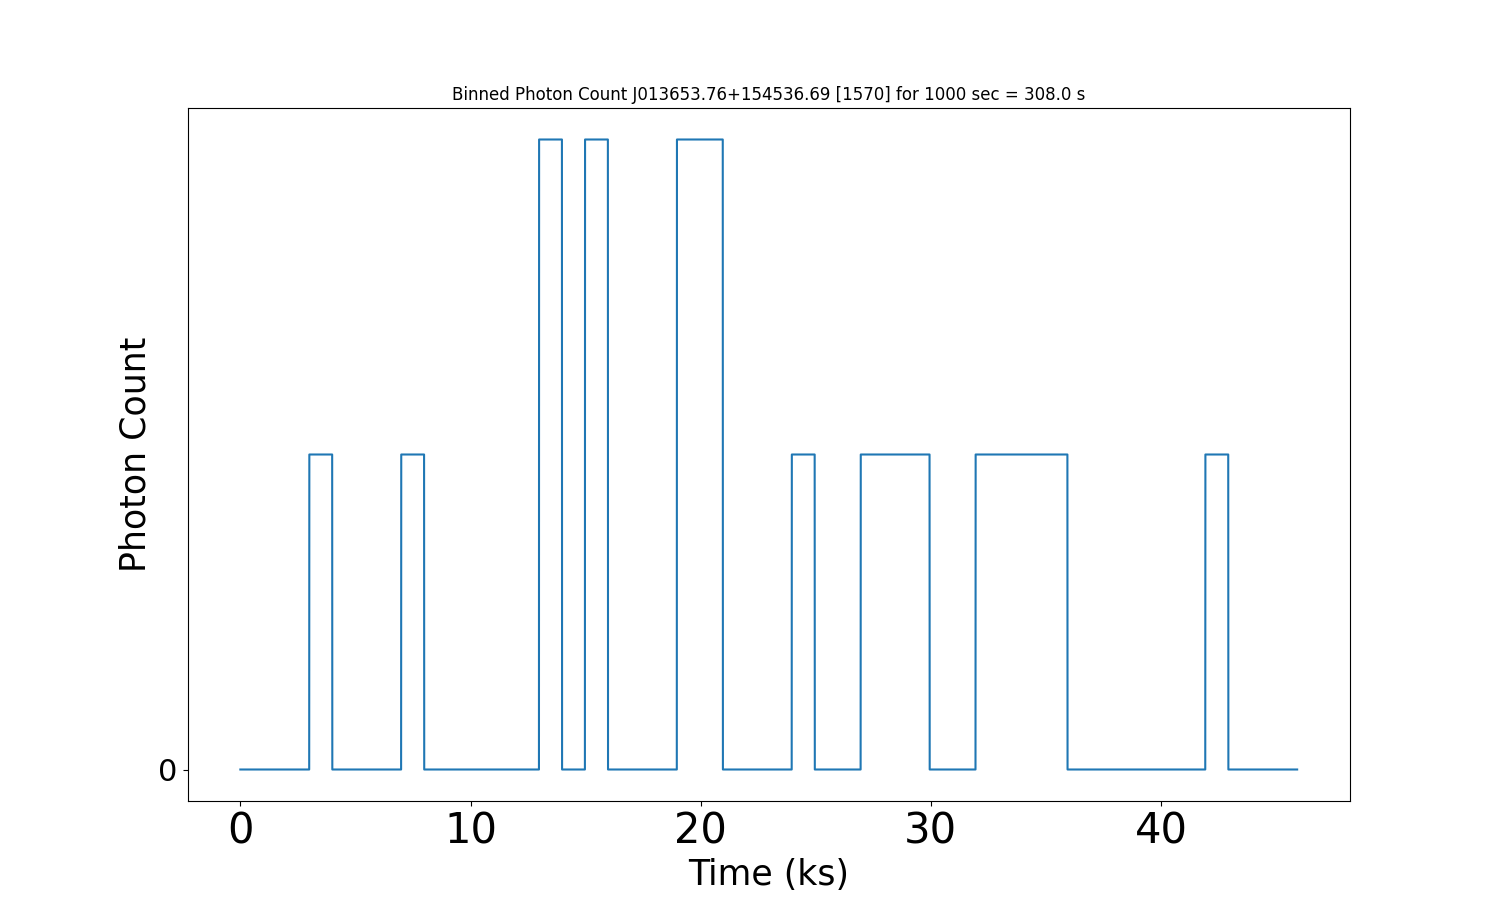 Binned Photon Count J013653.76+154536.69 [1570] for 1000 sec = 308.0 s
Photon Count
0
0 10 20 30 40
Time (ks)